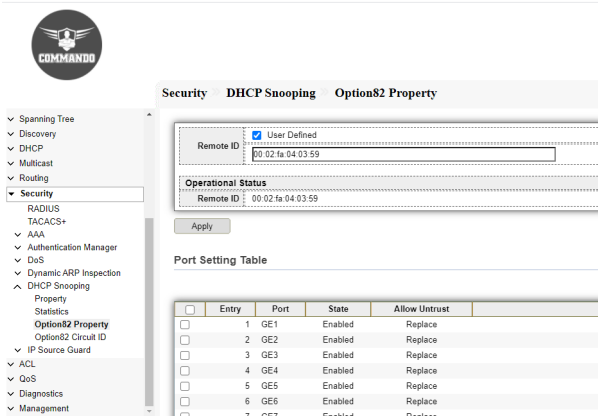 COMMANDO
Security » DHCP Snooping » Option82 Property
Spanning Tree
Discovery
DHCP
Multicast
Routing
Security
RADIUS
TACACS+
AAA
Authentication Manager
DoS
Dynamic ARP Inspection
DHCP Snooping
Property
Statistics
Option82 Property
Option82 Circuit ID
IP Source Guard
ACL
QoS
Diagnostics
Management
Remote ID
User Defined
00:02:fa:04:03:59
Operational Status
Remote ID 00:02:fa:04:03:59
Apply
Port Setting Table
Entry Port State Allow Untrust
1 GE1 Enabled Replace
2 GE2 Enabled Replace
3 GE3 Enabled Replace
4 GE4 Enabled Replace
5 GE5 Enabled Replace
6 GE6 Enabled Replace
7 GE7 Enabled Replace